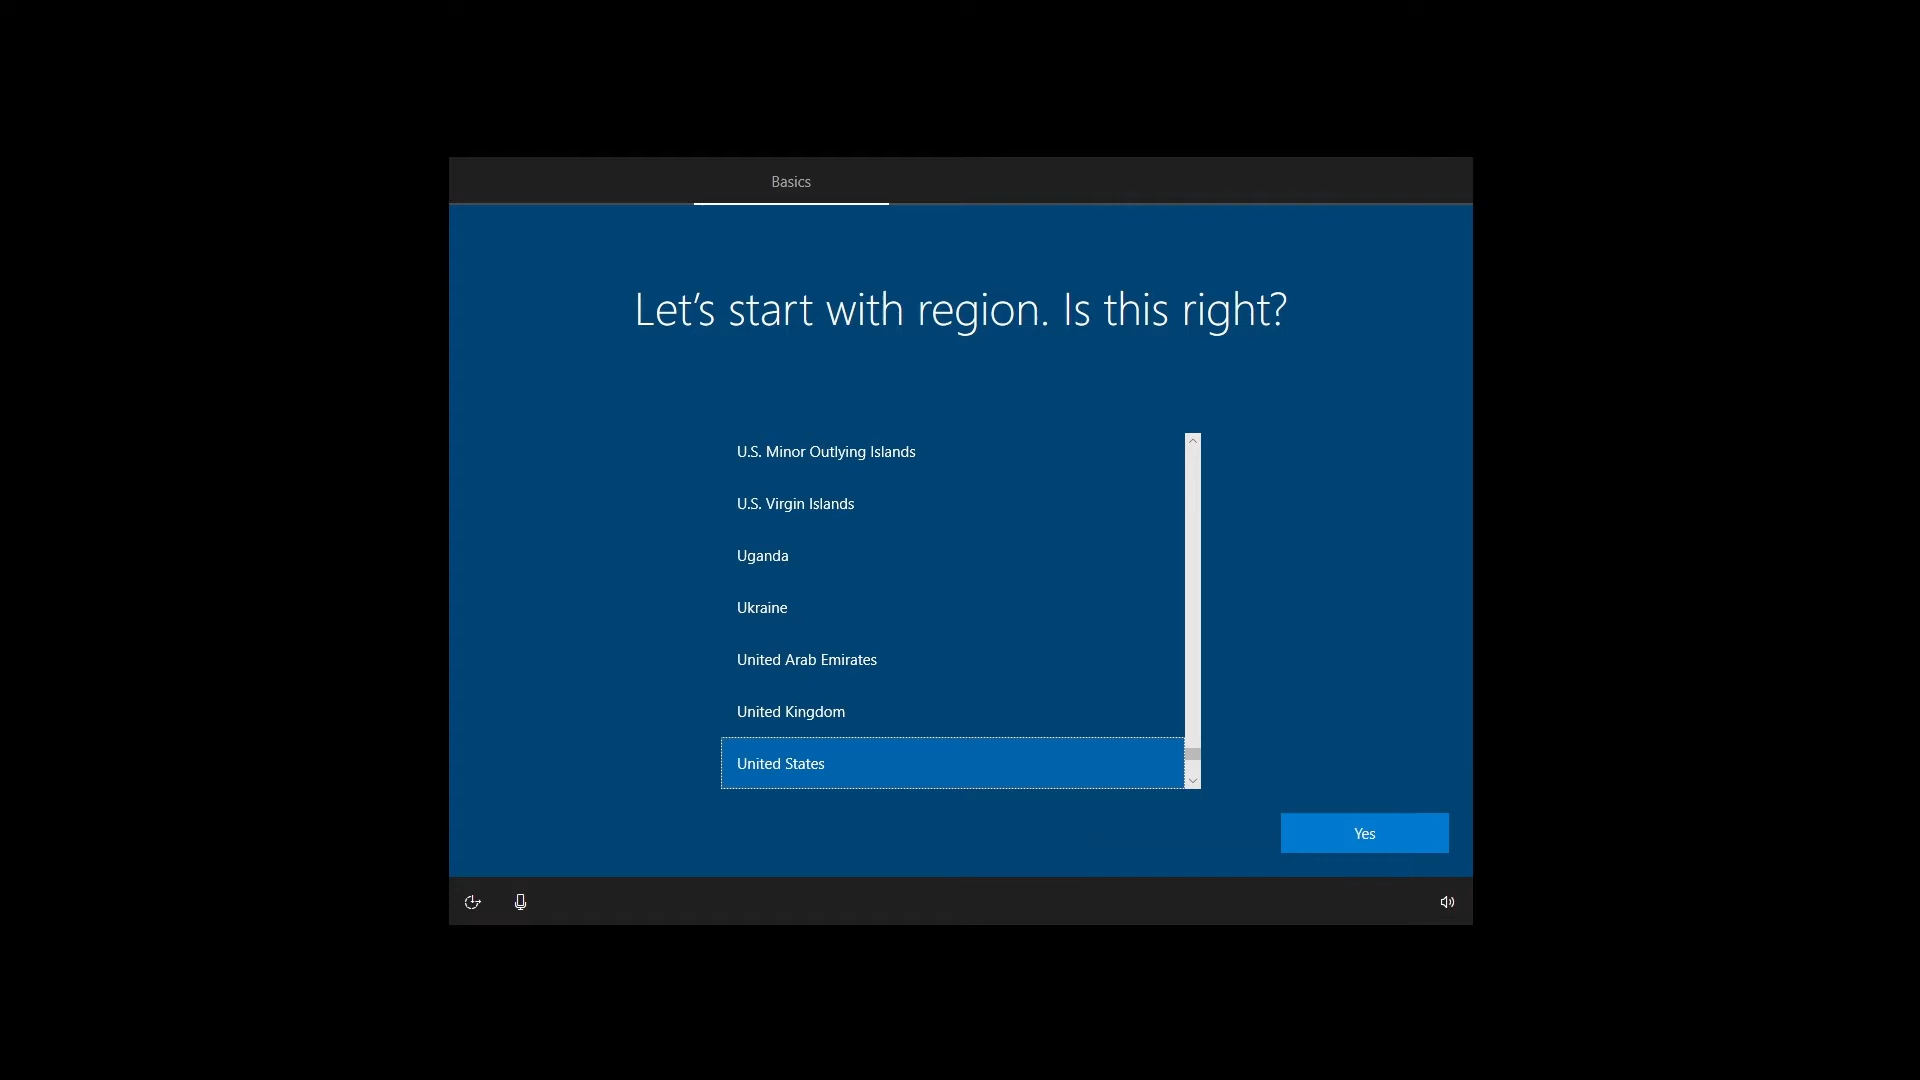 Basics
Let's start with region. Is this right?
U.S. Minor Outlying Islands
U.S. Virgin Islands
Uganda
Ukraine
United Arab Emirates
United Kingdom
United States
Yes